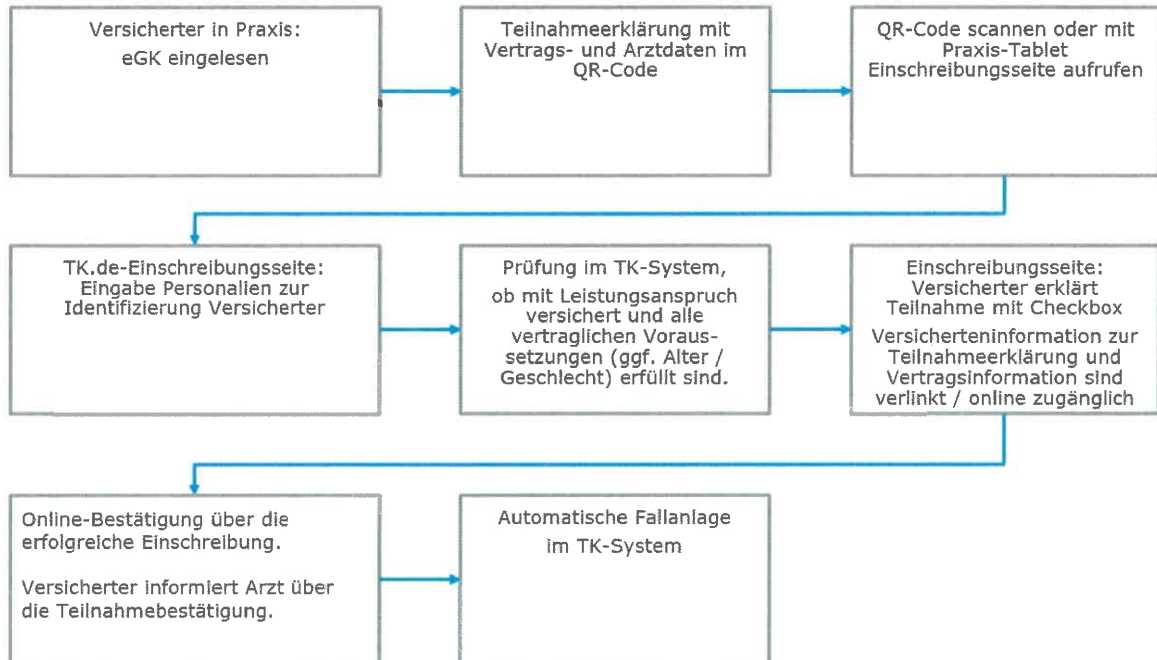 Versicherter in Praxis:
eGK eingelesen
Teilnahmeerklärung mit
Vertrags- und Arztdaten im
QR-Code
QR-Code scannen oder mit
Praxis-Tablet
Einschreibungsseite aufrufen
TK.de-Einschreibungsseite:
Eingabe Personalien zur
Identifizierung Versicherter
Prüfung im TK-System,
ob mit Leistungsanspruch
versichert und alle
vertraglichen Voraus-
setzungen (ggf. Alter /
Geschlecht) erfüllt sind.
Einschreibungsseite:
Versicherter erklärt
Teilnahme mit Checkbox
Versicherteninformation zur
Teilnahmeerklärung und
Vertragsinformation sind
verlinkt / online zugänglich
Online-Bestätigung über die
erfolgreiche Einschreibung.
Versicherter informiert Arzt über
die Teilnahmebestätigung.
Automatische Fallanlage
im TK-System